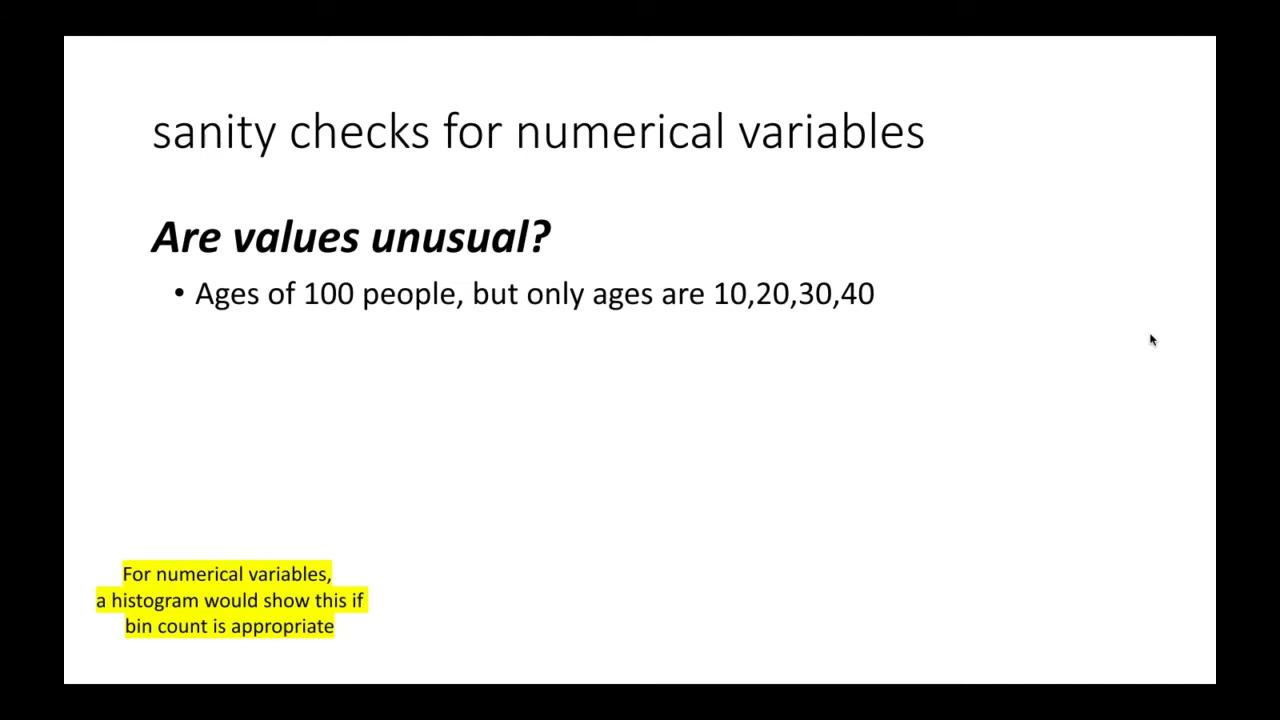 sanity checks for numerical variables
Are values unusual?
• Ages of 100 people, but only ages are 10,20,30,40
For numerical variables,
a histogram would show this if
bin count is appropriate